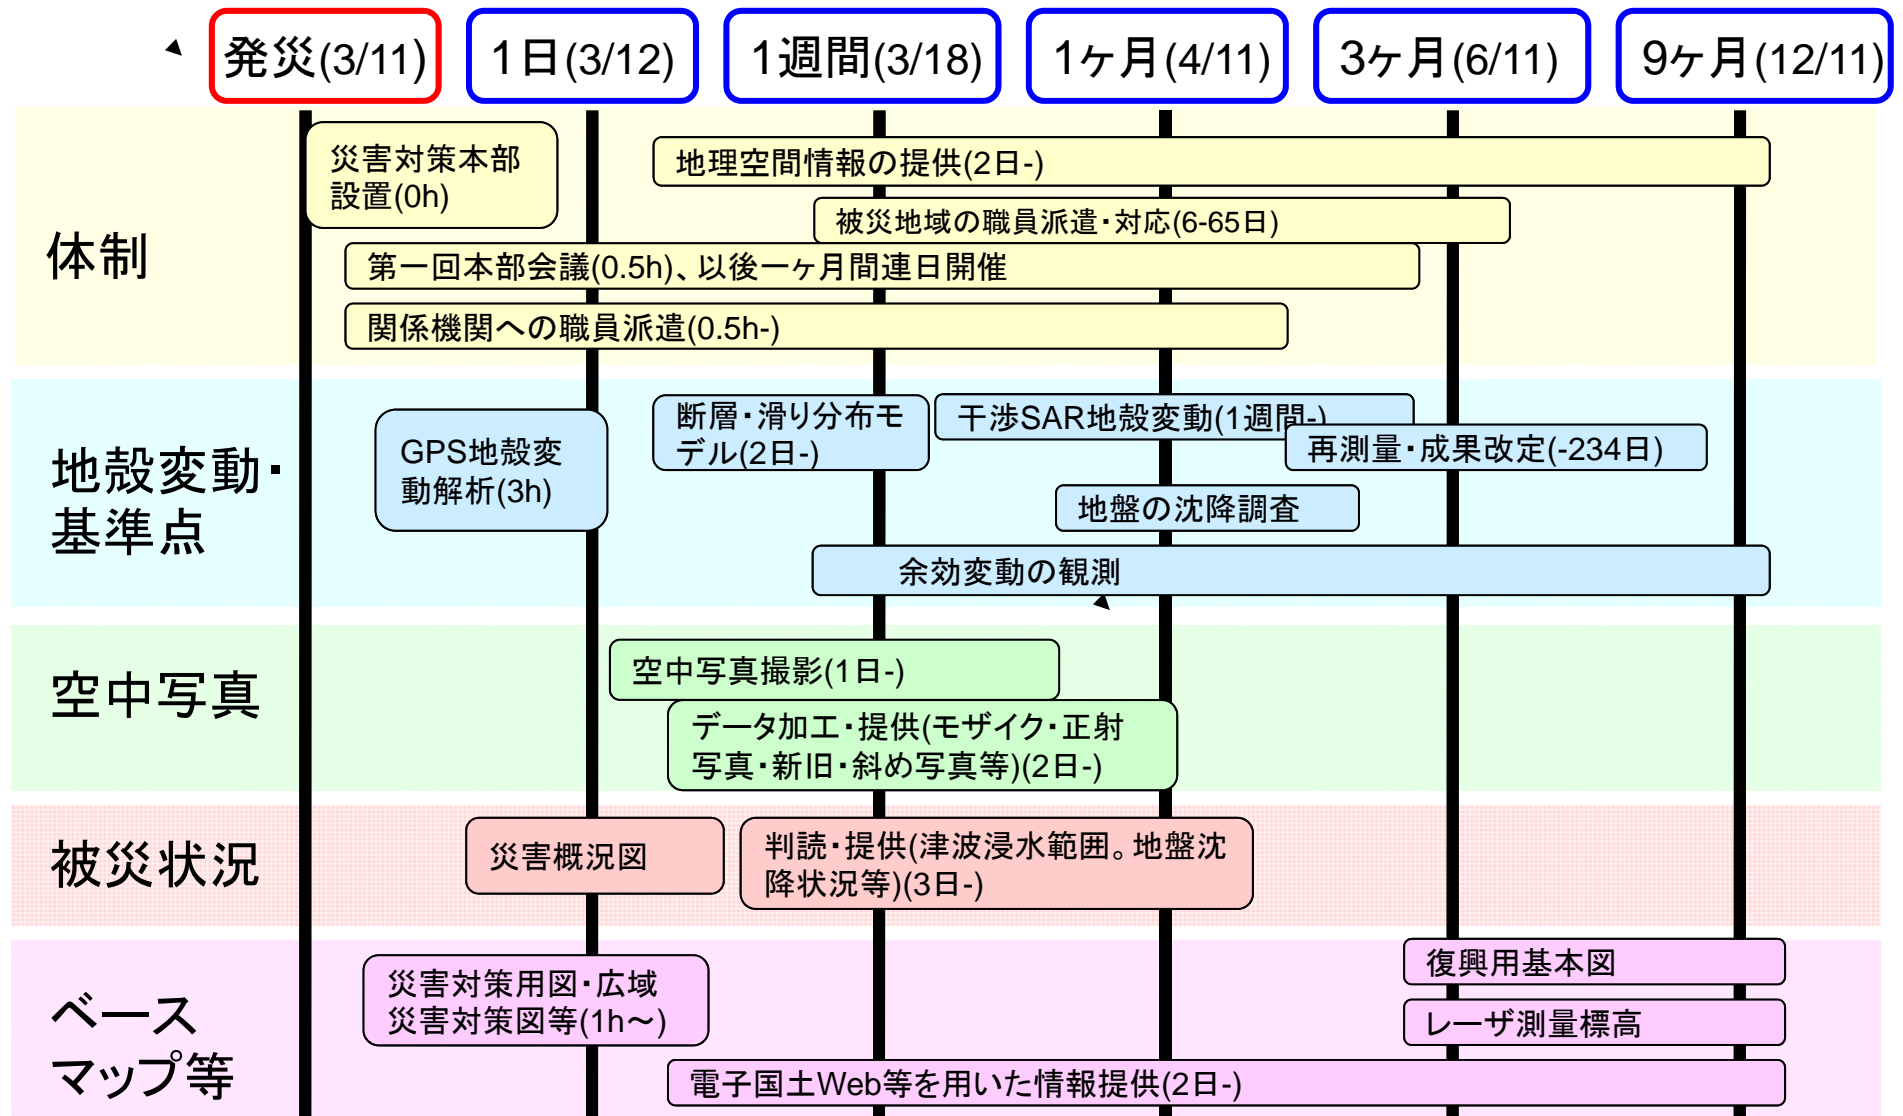 発災(3/11)
1日(3/12)
1週間(3/18)
1ヶ月(4/11)
3ヶ月(6/11)
9ヶ月(12/11)
体制
災害対策本部
設置(0h)
地理空間情報の提供(2日-)
被災地域の職員派遣・対応(6-65日)
第一回本部会議(0.5h)、以後一ヶ月間連日開催
関係機関への職員派遣(0.5h-)
地殻変動・
基準点
GPS地殻変
動解析(3h)
断層・滑り分布モ
デル(2日-)
干渉SAR地殻変動(1週間-)
再測量・成果改定(-234日)
地盤の沈降調査
余効変動の観測
空中写真
空中写真撮影(1日-)
データ加工・提供(モザイク・正射
写真・新旧・斜め写真等)(2日-)
被災状況
災害概況図
判読・提供(津波浸水範囲。地盤沈
降状況等)(3日-)
ベース
マップ等
災害対策用図・広域
災害対策図等(1h～)
復興用基本図
レーザ測量標高
電子国土Web等を用いた情報提供(2日-)